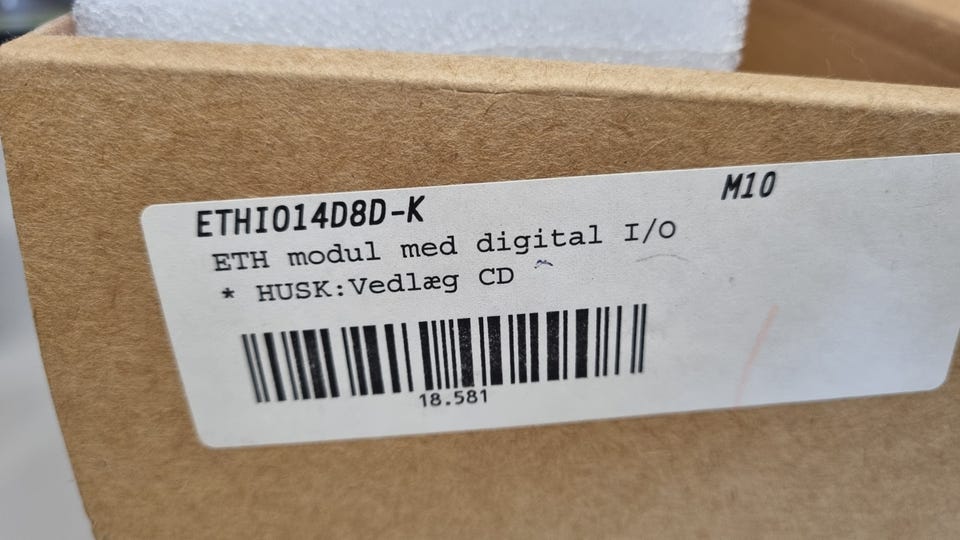 ETHIO14D8D-K
M10
ETH modul med digital I/O
* HUSK:Vedlæg CD
18.581